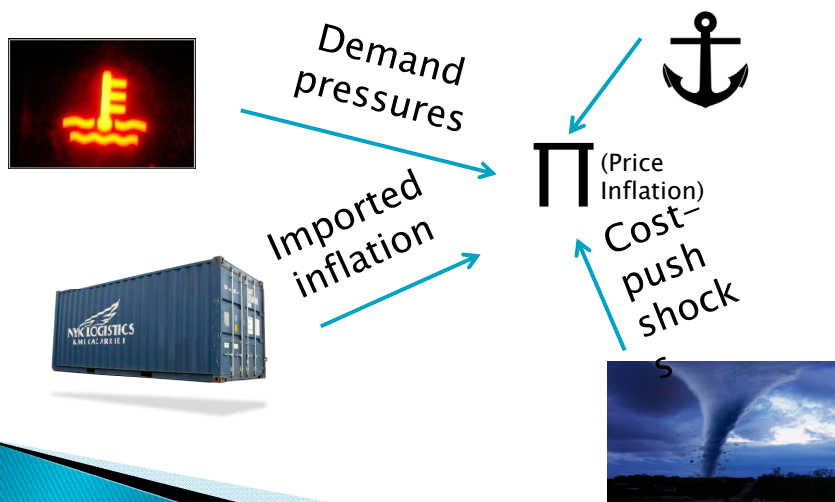 Demand
pressures
Π
(Price
Inflation)
Imported
inflation
Cost-
push
shock
s
NYK LOGISTICS